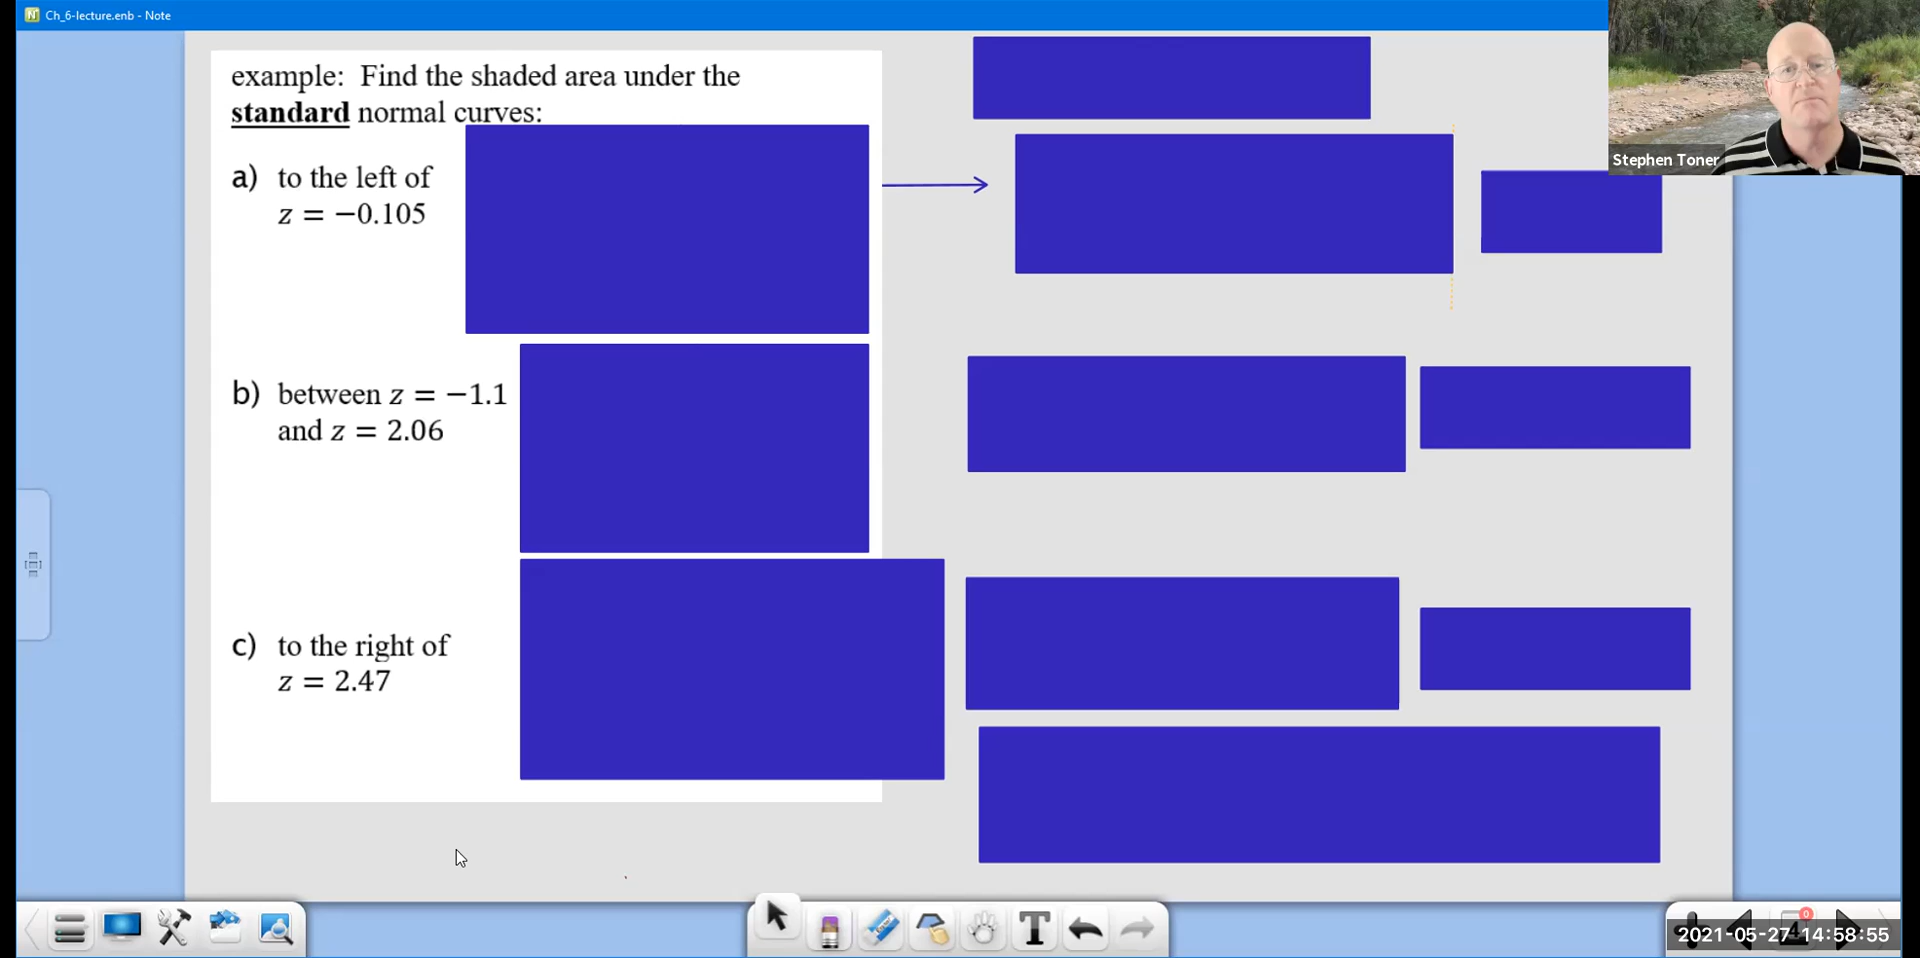 Ch_6-lecture.enb - Note
example: Find the shaded area under the
standard normal curves:
a) to the left of
z = −0.105
b) between z = −1.1
and z = 2.06
c) to the right of
z = 2.47
Stephen Toner
T
0
2021-05-27 14:58:55